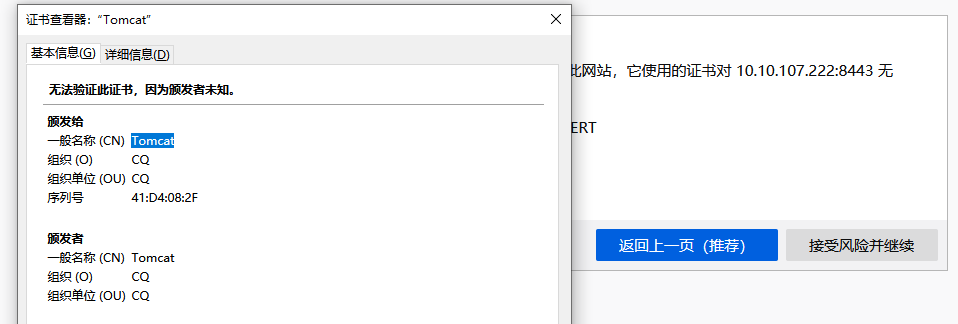 证书查看器：“Tomcat”
基本信息(G) 详细信息(D)
无法验证此证书，因为颁发者未知。
颁发给
一般名称 (CN) Tomcat
组织 (O) CQ
组织单位 (OU) CQ
序列号 41:D4:08:2F
颁发者
一般名称 (CN) Tomcat
组织 (O) CQ
组织单位 (OU) CQ
此网站，它使用的证书对 10.10.107.222:8443 无
ERT
返回上一页（推荐）
接受风险并继续